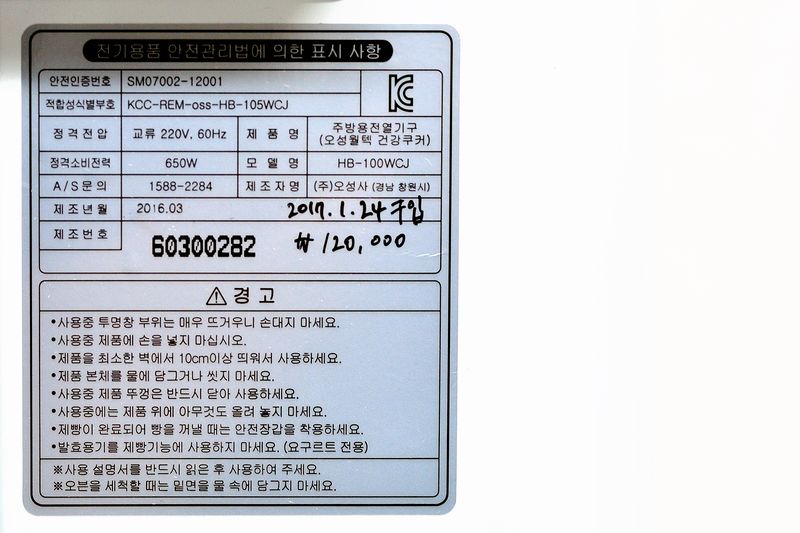 전기용품 안전관리법에 의한 표시 사항
안전인증번호 SM07002-12001
적합성식별부호 KCC-REM-oss-HB-105WCJ
정격전압 교류 220V, 60Hz 제품명 주방용전열기구 (오성월텍 건강쿠커)
정격소비전력 650W 모델명 HB-100WCJ
A/S문의 1588-2284 제조자명 (주)오성사 (경남 창원시)
제조년월 2016.03 2017.1.24 구입
제조번호 60300282 ₩120,000
⚠ 경고
•사용중 투명창 부위는 매우 뜨거우니 손대지 마세요.
•사용중 제품에 손을 넣지 마십시오.
•제품을 최소한 벽에서 10cm이상 띄워서 사용하세요.
•제품 본체를 물에 담그거나 씻지 마세요.
•사용중 제품 뚜껑은 반드시 닫아 사용하세요.
•사용중에는 제품 위에 아무것도 올려 놓지 마세요.
•제빵이 완료되어 빵을 꺼낼 때는 안전장갑을 착용하세요.
•발효용기를 제빵기능에 사용하지 마세요. (요구르트 전용)
※사용 설명서를 반드시 읽은 후 사용하여 주세요.
※오븐을 세척할 때는 밑면을 물 속에 담그지 마세요.